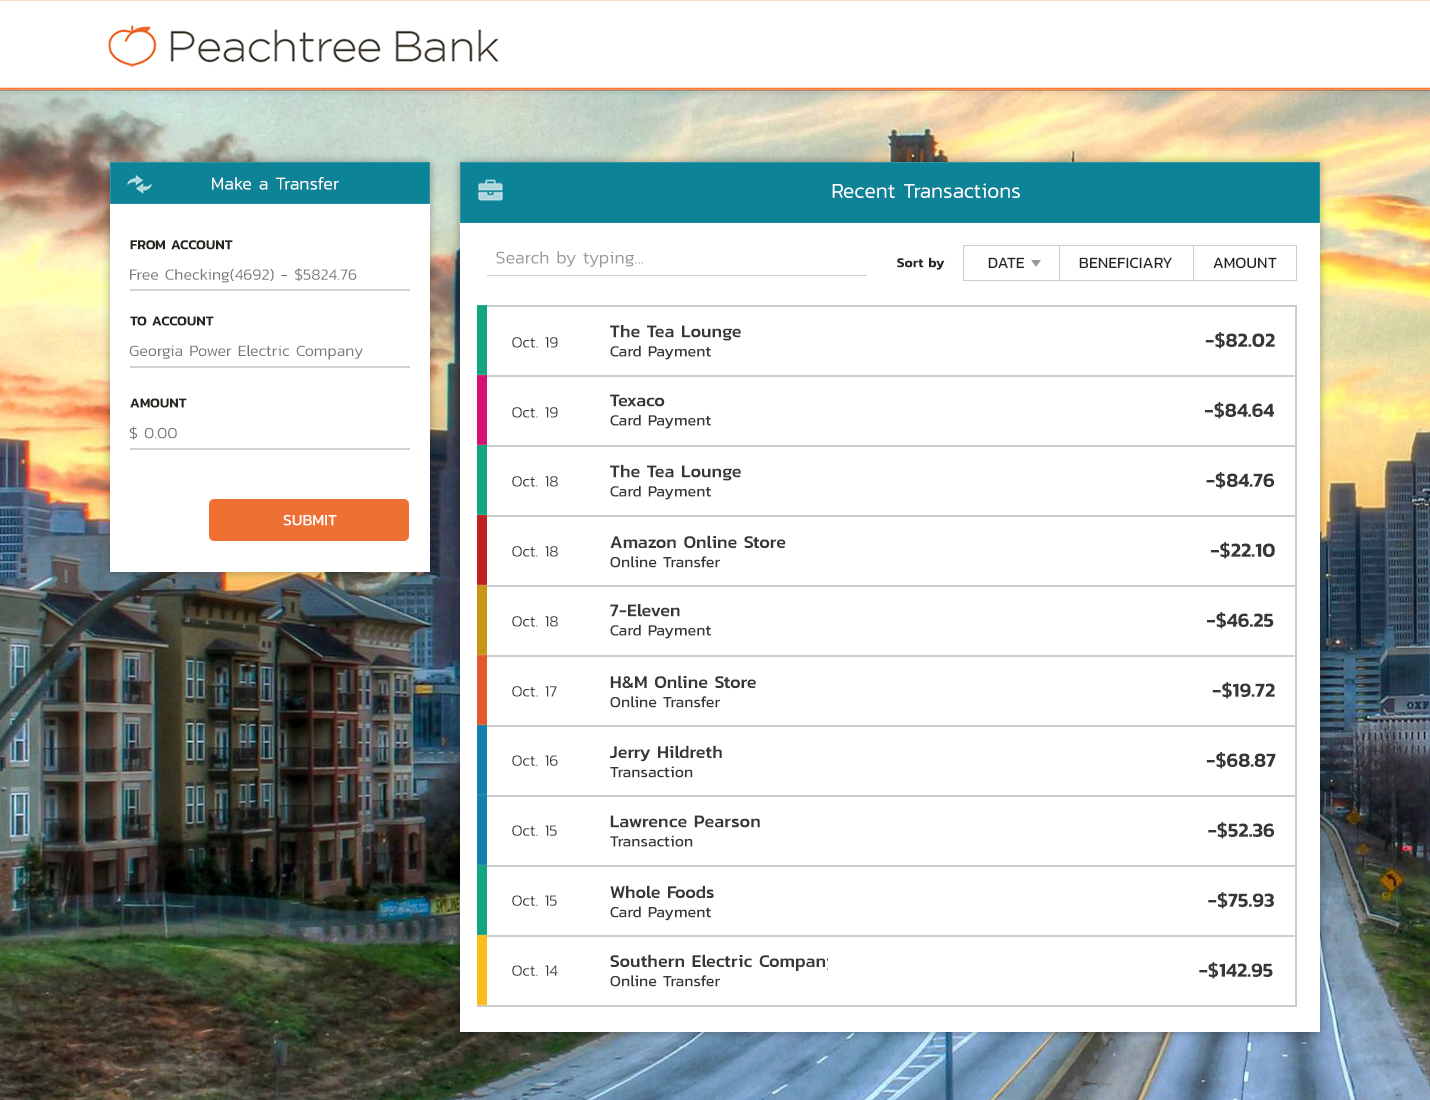 Peachtree Bank
Make a Transfer
FROM ACCOUNT
Free Checking(4692) - $5824.76
TO ACCOUNT
Georgia Power Electric Company
AMOUNT
$ 0.00
SUBMIT
Recent Transactions
Search by typing...
Sort by
DATE
BENEFICIARY
AMOUNT
Oct. 19
The Tea Lounge
Card Payment
-$82.02
Oct. 19
Texaco
Card Payment
-$84.64
Oct. 18
The Tea Lounge
Card Payment
-$84.76
Oct. 18
Amazon Online Store
Online Transfer
-$22.10
Oct. 18
7-Eleven
Card Payment
-$46.25
Oct. 17
H&M Online Store
Online Transfer
-$19.72
Oct. 16
Jerry Hildreth
Transaction
-$68.87
Oct. 15
Lawrence Pearson
Transaction
-$52.36
Oct. 15
Whole Foods
Card Payment
-$75.93
Oct. 14
Southern Electric Company
Online Transfer
-$142.95